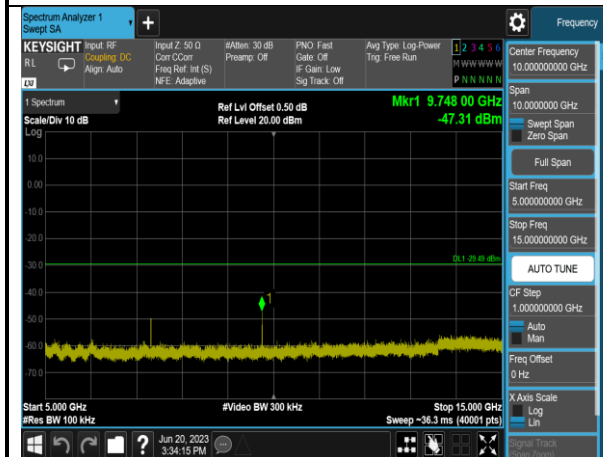 Spectrum Analyzer 1
Swept SA
Frequency
KEYSIGHT
RL
LXI
Input: RF
Coupling: DC
Align: Auto
Input Z: 50 Ω
Corr CCorr
Freq Ref: Int (S)
NFE: Adaptive
#Atten: 30 dB
Preamp: Off
PNO: Fast
Gate: Off
IF Gain: Low
Sig Track: Off
Avg Type: Log-Power
Trig: Free Run
1 2 3 4 5 6
M W W W W W
P N N N N N
1 Spectrum
Scale/Div 10 dB
Log
Ref Lvl Offset 0.50 dB
Ref Level 20.00 dBm
Mkr1 9.748 00 GHz
-47.31 dBm
10.0
0.00
-10.0
-20.0
-30.0
-40.0
-50.0
-60.0
-70.0
DL1 -29.49 dBm
1
Start 5.000 GHz
#Res BW 100 kHz
#Video BW 300 kHz
Stop 15.000 GHz
Sweep ~36.3 ms (40001 pts)
Jun 20, 2023
3:34:15 PM
Center Frequency
10.000000000 GHz
Span
10.0000000 GHz
Swept Span
Zero Span
Full Span
Start Freq
5.000000000 GHz
Stop Freq
15.000000000 GHz
AUTO TUNE
CF Step
1.000000000 GHz
Auto
Man
Freq Offset
0 Hz
X Axis Scale
Log
Lin
Signal Track
(Span Zoom)